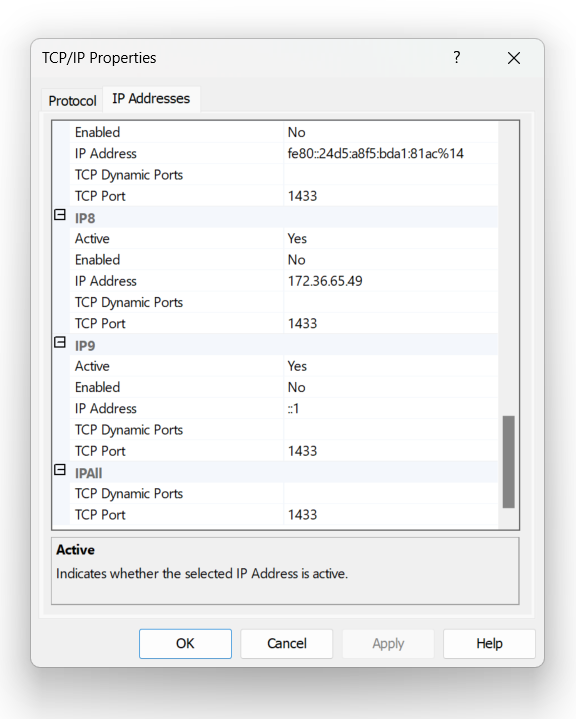 TCP/IP Properties ?
Protocol IP Addresses
Enabled No
IP Address fe80::24d5:a8f5:bda1:81ac%14
TCP Dynamic Ports
TCP Port 1433
IP8
Active Yes
Enabled No
IP Address 172.36.65.49
TCP Dynamic Ports
TCP Port 1433
IP9
Active Yes
Enabled No
IP Address ::1
TCP Dynamic Ports
TCP Port 1433
IPAll
TCP Dynamic Ports
TCP Port 1433
Active
Indicates whether the selected IP Address is active.
OK Cancel Apply Help